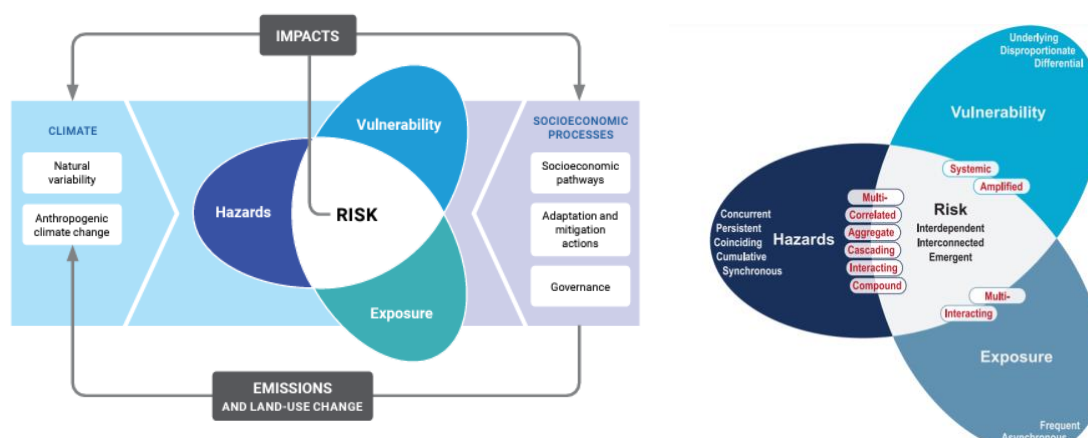 IMPACTS
CLIMATE
Natural
variability
Anthropogenic
climate change
Vulnerability
Hazards
RISK
Exposure
SOCIOECONOMIC
PROCESSES
Socioeconomic
pathways
Adaptation and
mitigation
actions
Governance
EMISSIONS
AND LAND-USE CHANGE
Underlying
Disproportionate
Differential
Vulnerability
Systemic
Amplified
Concurrent
Persistent
Coinciding
Cumulative
Synchronous
Hazards
Multi-
Correlated
Aggregate
Cascading
Interacting
Compound
Risk
Interdependent
Interconnected
Emergent
Multi-
Interacting
Exposure
Frequent
Asynchronous